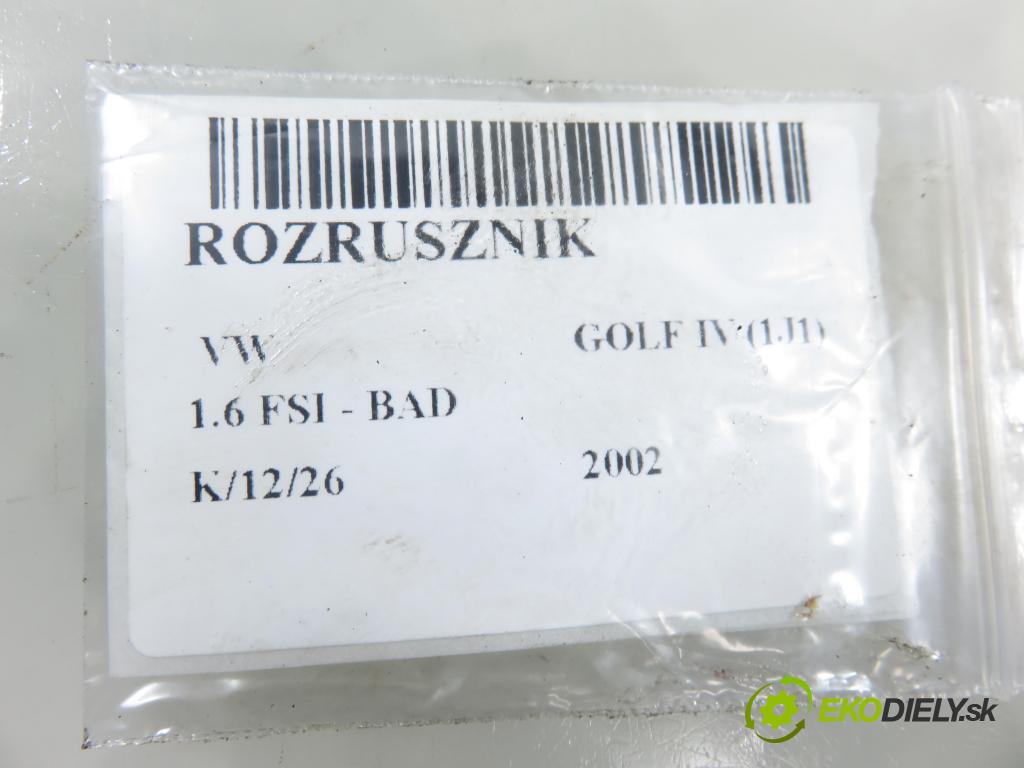 ROZRUSZNIK
VW GOLF IV (1J1)
1.6 FSI - BAD
K/12/26 2002
EKODIELY.sk